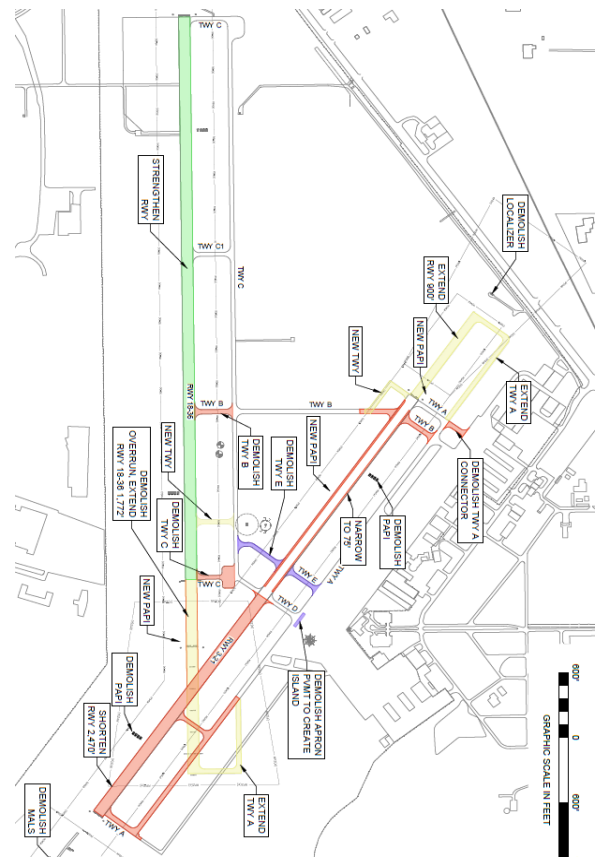 TWY C
STRENGTHEN
RWY
TWY C1
TWY C
RWY 18-36
TWY B
TWY B
DEMOLISH
TWY B
DEMOLISH
TWY E
NEW TWY
DEMOLISH
TWY C
TWY C
DEMOLISH
OVERRUN, EXTEND
RWY 18-36 1,772'
NEW PAPI
DEMOLISH
PAPI
SHORTEN
RWY 2,470'
DEMOLISH
MALS
TWY A
EXTEND
TWY A
RWY 3-21
DEMOLISH APRON
PVMT TO CREATE
ISLAND
TWY D
TWY E
TWY A
NARROW
TO 75'
DEMOLISH
PAPI
NEW PAPI
NEW TWY
NEW PAPI
TWY A
TWY B
DEMOLISH TWY A
CONNECTOR
EXTEND
TWY A
EXTEND
RWY 900'
DEMOLISH
LOCALIZER
600'
0
600'
GRAPHIC SCALE IN FEET